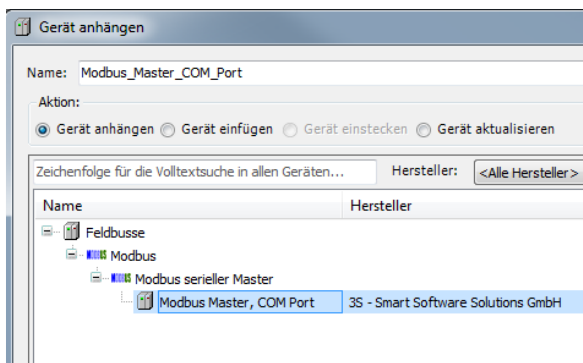 Gerät anhängen
Name: Modbus_Master_COM_Port
Aktion:
Gerät anhängen Gerät einfügen Gerät einstecken Gerät aktualisieren
Zeichenfolge für die Volltextsuche in allen Geräten... Hersteller: <Alle Hersteller>
Name Hersteller
Feldbusse
MODBUS Modbus
MODBUS Modbus serieller Master
Modbus Master, COM Port 3S - Smart Software Solutions GmbH